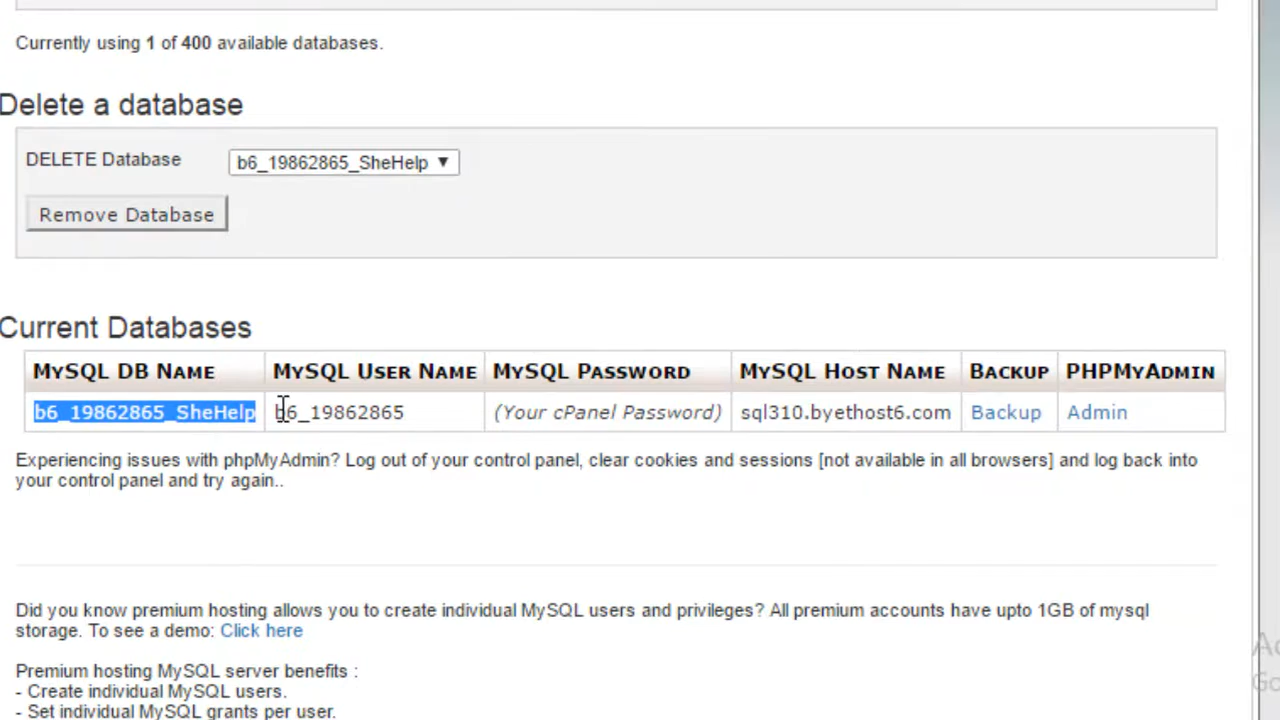 Currently using 1 of 400 available databases.
Delete a database
DELETE Database b6_19862865_SheHelp ▼
Remove Database
Current Databases
MySQL DB Name MySQL User Name MySQL Password MySQL Host Name Backup PHPMyAdmin
b6_19862865_SheHelp b6_19862865 (Your cPanel Password) sql310.byethost6.com Backup Admin
Experiencing issues with phpMyAdmin? Log out of your control panel, clear cookies and sessions [not available in all browsers] and log back into
your control panel and try again..
Did you know premium hosting allows you to create individual MySQL users and privileges? All premium accounts have upto 1GB of mysql
storage. To see a demo: Click here
Premium hosting MySQL server benefits :
- Create individual MySQL users.
- Set individual MySQL grants per user.